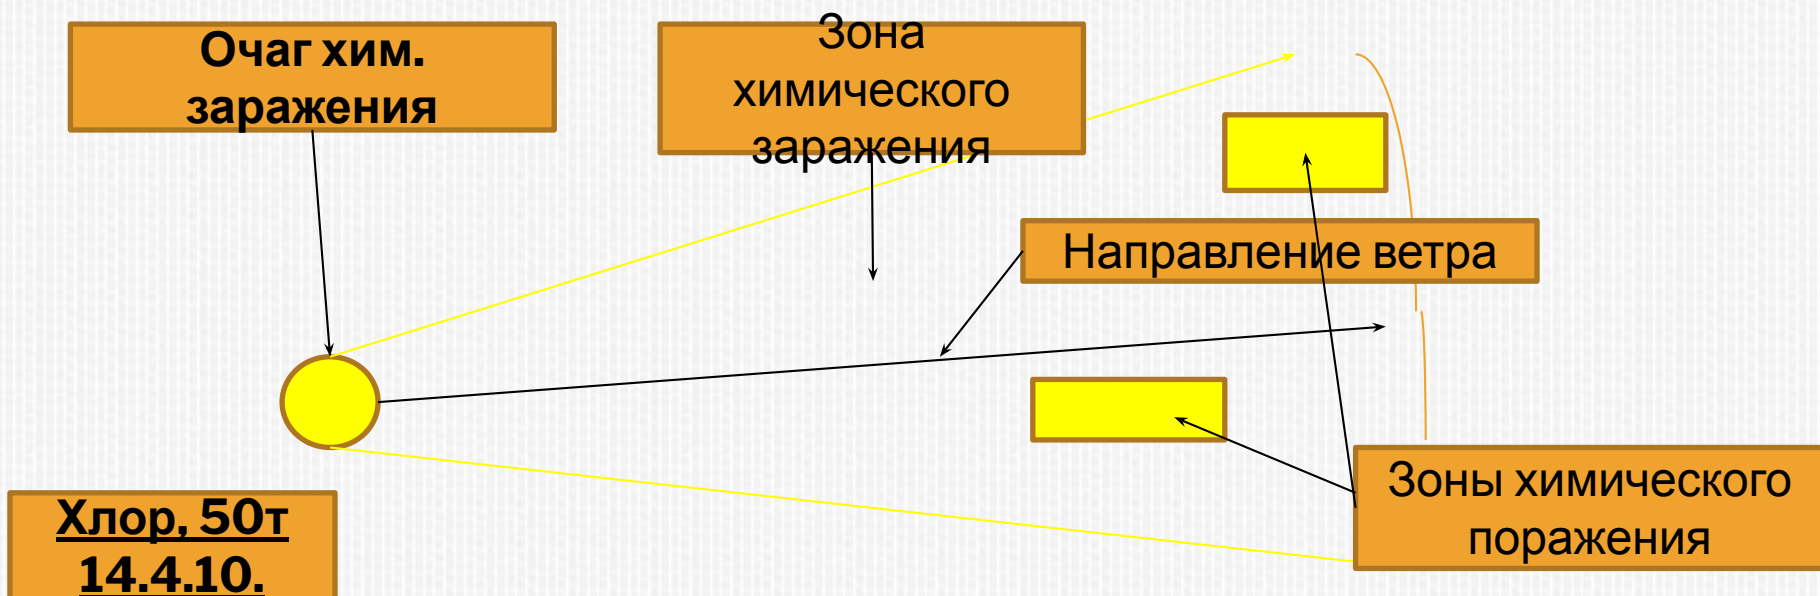 Очаг хим.
заражения
Зона
химического
заражения
Направление ветра
Зоны химического
поражения
Хлор, 50т
14.4.10.